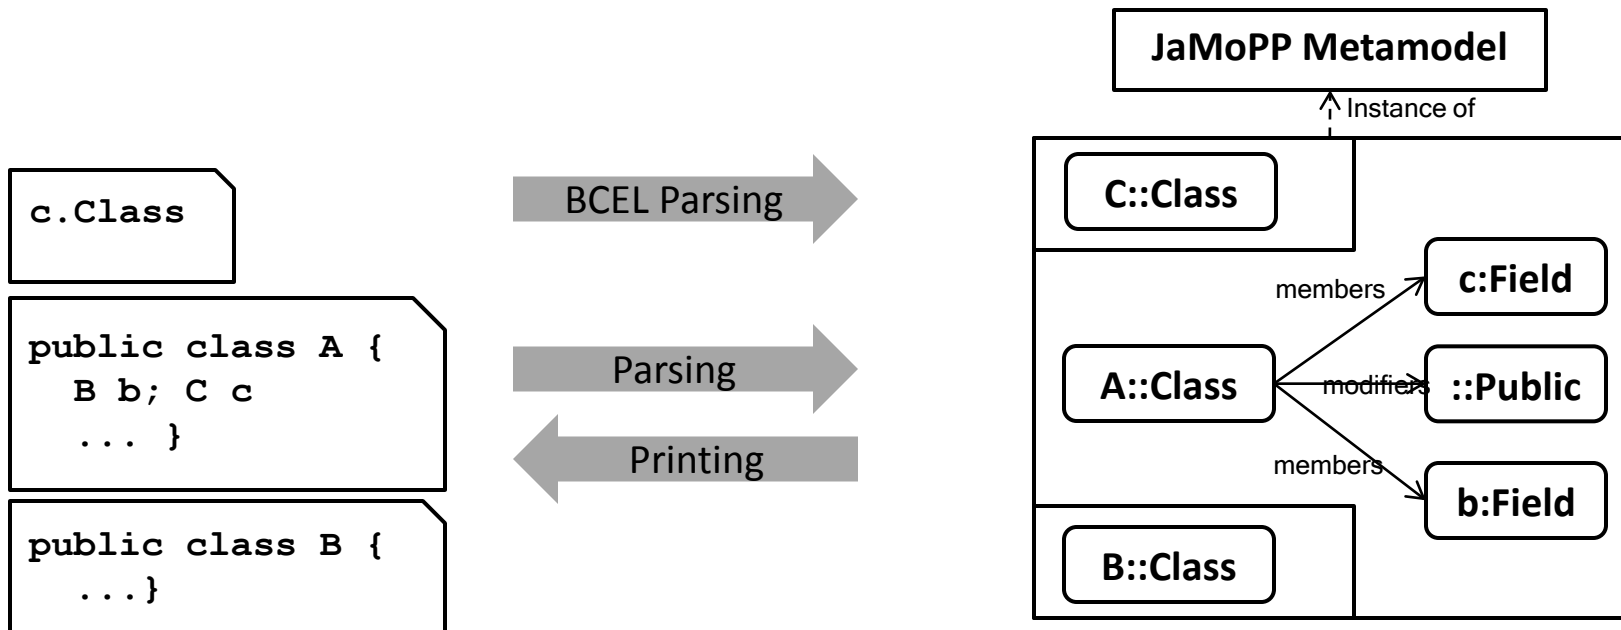 JaMoPP Metamodel
Instance of
c.Class
BCEL Parsing
C::Class
public class A {
B b; C c
... }
Parsing
Printing
members
c:Field
A::Class
modifiers
::Public
members
b:Field
public class B {
...}
B::Class